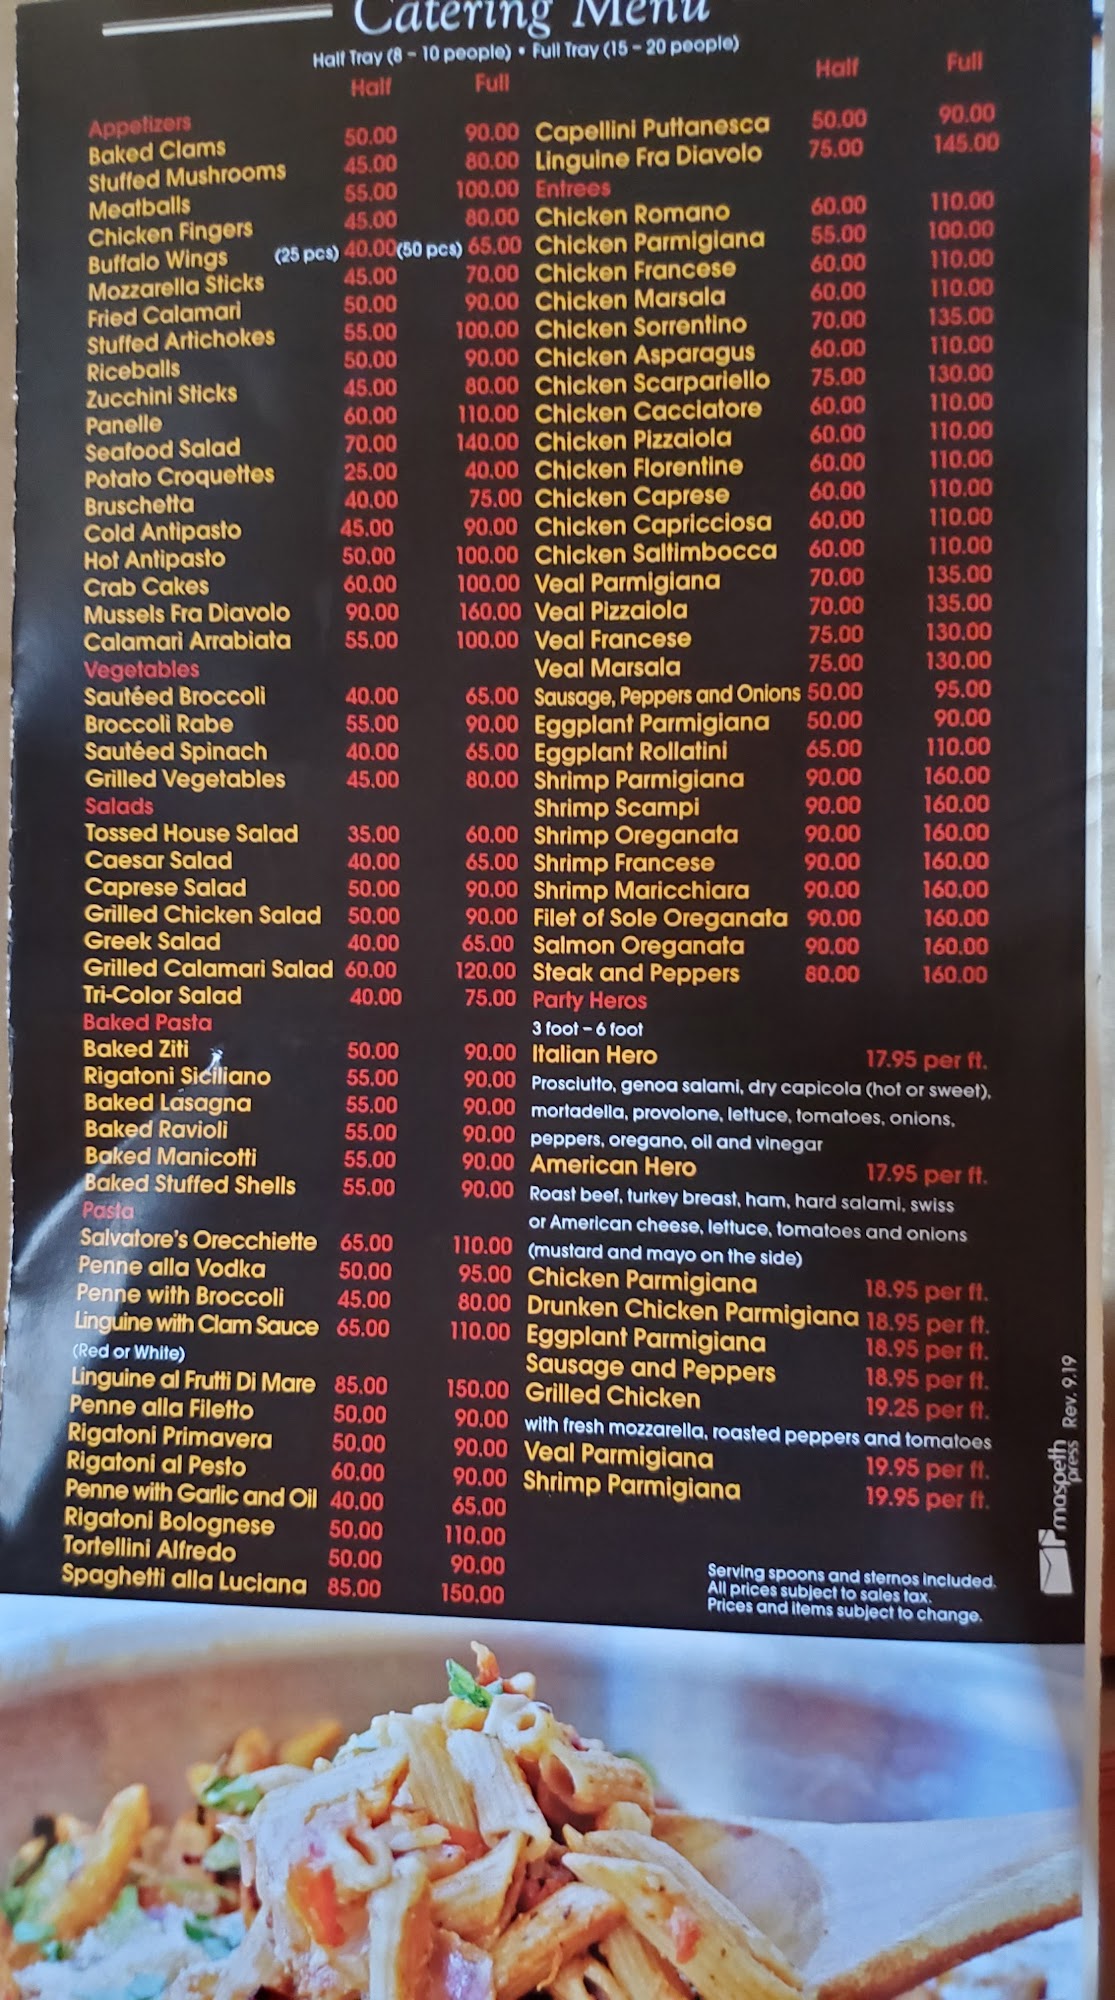 Catering Menu
Half Tray (8 - 10 people) • Full Tray (15 - 20 people)
Half Full
Appetizers
Baked Clams 50.00 90.00
Stuffed Mushrooms 45.00 80.00
Meatballs 55.00 100.00
Chicken Fingers 45.00 80.00
Buffalo Wings (25 pcs) 40.00 (50 pcs) 65.00
Mozzarella Sticks 45.00 70.00
Fried Calamari 50.00 90.00
Stuffed Artichokes 55.00 100.00
Riceballs 50.00 90.00
Zucchini Sticks 45.00 80.00
Panelle 60.00 110.00
Seafood Salad 70.00 140.00
Potato Croquettes 25.00 40.00
Bruschetta 40.00 75.00
Cold Antipasto 45.00 90.00
Hot Antipasto 50.00 100.00
Crab Cakes 60.00 100.00
Mussels Fra Diavolo 90.00 160.00
Calamari Arrabiata 55.00 100.00
Vegetables
Sautéed Broccoli 40.00 65.00
Broccoli Rabe 55.00 90.00
Sautéed Spinach 40.00 65.00
Grilled Vegetables 45.00 80.00
Salads
Tossed House Salad 35.00 60.00
Caesar Salad 40.00 65.00
Caprese Salad 50.00 90.00
Grilled Chicken Salad 50.00 90.00
Greek Salad 40.00 65.00
Grilled Calamari Salad 60.00 120.00
Tri-Color Salad 40.00 75.00
Baked Pasta
Baked Ziti 50.00 90.00
Rigatoni Siciliano 55.00 90.00
Baked Lasagna 55.00 90.00
Baked Ravioli 55.00 90.00
Baked Manicotti 55.00 90.00
Baked Stuffed Shells 55.00 90.00
Pasta
Salvatore's Orecchiette 65.00 110.00
Penne alla Vodka 50.00 95.00
Penne with Broccoli 45.00 80.00
Linguine with Clam Sauce 65.00 110.00
(Red or White)
Linguine al Frutti Di Mare 85.00 150.00
Penne alla Filetto 50.00 90.00
Rigatoni Primavera 50.00 90.00
Rigatoni al Pesto 60.00 90.00
Penne with Garlic and Oil 40.00 65.00
Rigatoni Bolognese 50.00 110.00
Tortellini Alfredo 50.00 90.00
Spaghetti alla Luciana 85.00 150.00
Half Full
Capellini Puttanesca 50.00 90.00
Linguine Fra Diavolo 75.00 145.00
Entrees
Chicken Romano 60.00 110.00
Chicken Parmigiana 55.00 100.00
Chicken Francese 60.00 110.00
Chicken Marsala 60.00 110.00
Chicken Sorrentino 70.00 135.00
Chicken Asparagus 60.00 110.00
Chicken Scarpariello 75.00 130.00
Chicken Cacciatore 60.00 110.00
Chicken Pizzaiola 60.00 110.00
Chicken Florentine 60.00 110.00
Chicken Caprese 60.00 110.00
Chicken Capricciosa 60.00 110.00
Chicken Saltimbocca 60.00 110.00
Veal Parmigiana 70.00 135.00
Veal Pizzaiola 70.00 135.00
Veal Francese 75.00 130.00
Veal Marsala 75.00 130.00
Sausage, Peppers and Onions 50.00 95.00
Eggplant Parmigiana 50.00 90.00
Eggplant Rollatini 65.00 110.00
Shrimp Parmigiana 90.00 160.00
Shrimp Scampi 90.00 160.00
Shrimp Oreganata 90.00 160.00
Shrimp Francese 90.00 160.00
Shrimp Maricchiara 90.00 160.00
Filet of Sole Oreganata 90.00 160.00
Salmon Oreganata 90.00 160.00
Steak and Peppers 80.00 160.00
Party Heros
3 foot - 6 foot
Italian Hero 17.95 per ft.
Prosciutto, genoa salami, dry capicola (hot or sweet),
mortadella, provolone, lettuce, tomatoes, onions,
peppers, oregano, oil and vinegar
American Hero 17.95 per ft.
Roast beef, turkey breast, ham, hard salami, swiss
or American cheese, lettuce, tomatoes and onions
(mustard and mayo on the side)
Chicken Parmigiana 18.95 per ft.
Drunken Chicken Parmigiana 18.95 per ft.
Eggplant Parmigiana 18.95 per ft.
Sausage and Peppers 18.95 per ft.
Grilled Chicken 19.25 per ft.
with fresh mozzarella, roasted peppers and tomatoes
Veal Parmigiana 19.95 per ft.
Shrimp Parmigiana 19.95 per ft.
Serving spoons and sternos included.
All prices subject to sales tax.
Prices and items subject to change.
maspeth press Rev. 9.19